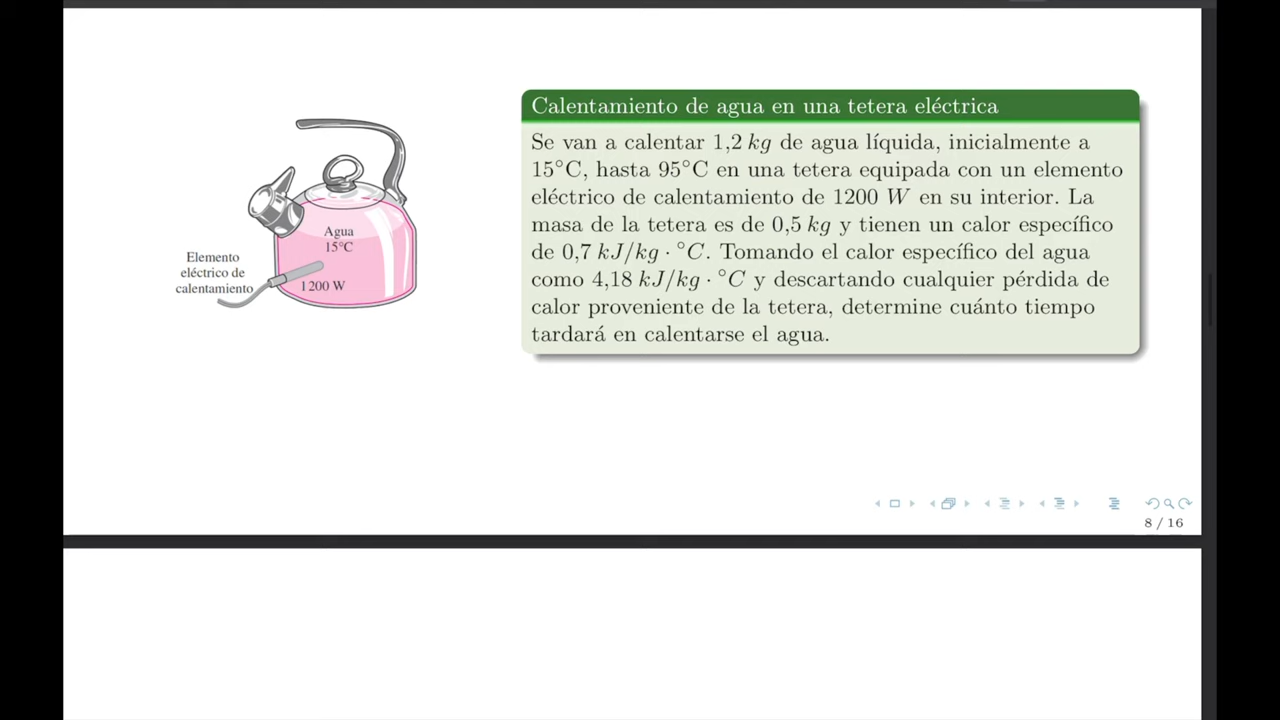 Calentamiento de agua en una tetera eléctrica
Se van a calentar 1,2 kg de agua líquida, inicialmente a
15°C, hasta 95°C en una tetera equipada con un elemento
eléctrico de calentamiento de 1200 W en su interior. La
masa de la tetera es de 0,5 kg y tienen un calor específico
de 0,7 kJ/kg · °C. Tomando el calor específico del agua
como 4,18 kJ/kg · °C y descartando cualquier pérdida de
calor proveniente de la tetera, determine cuánto tiempo
tardará en calentarse el agua.
Agua
15°C
Elemento
eléctrico de
calentamiento
1 200 W
8 / 16